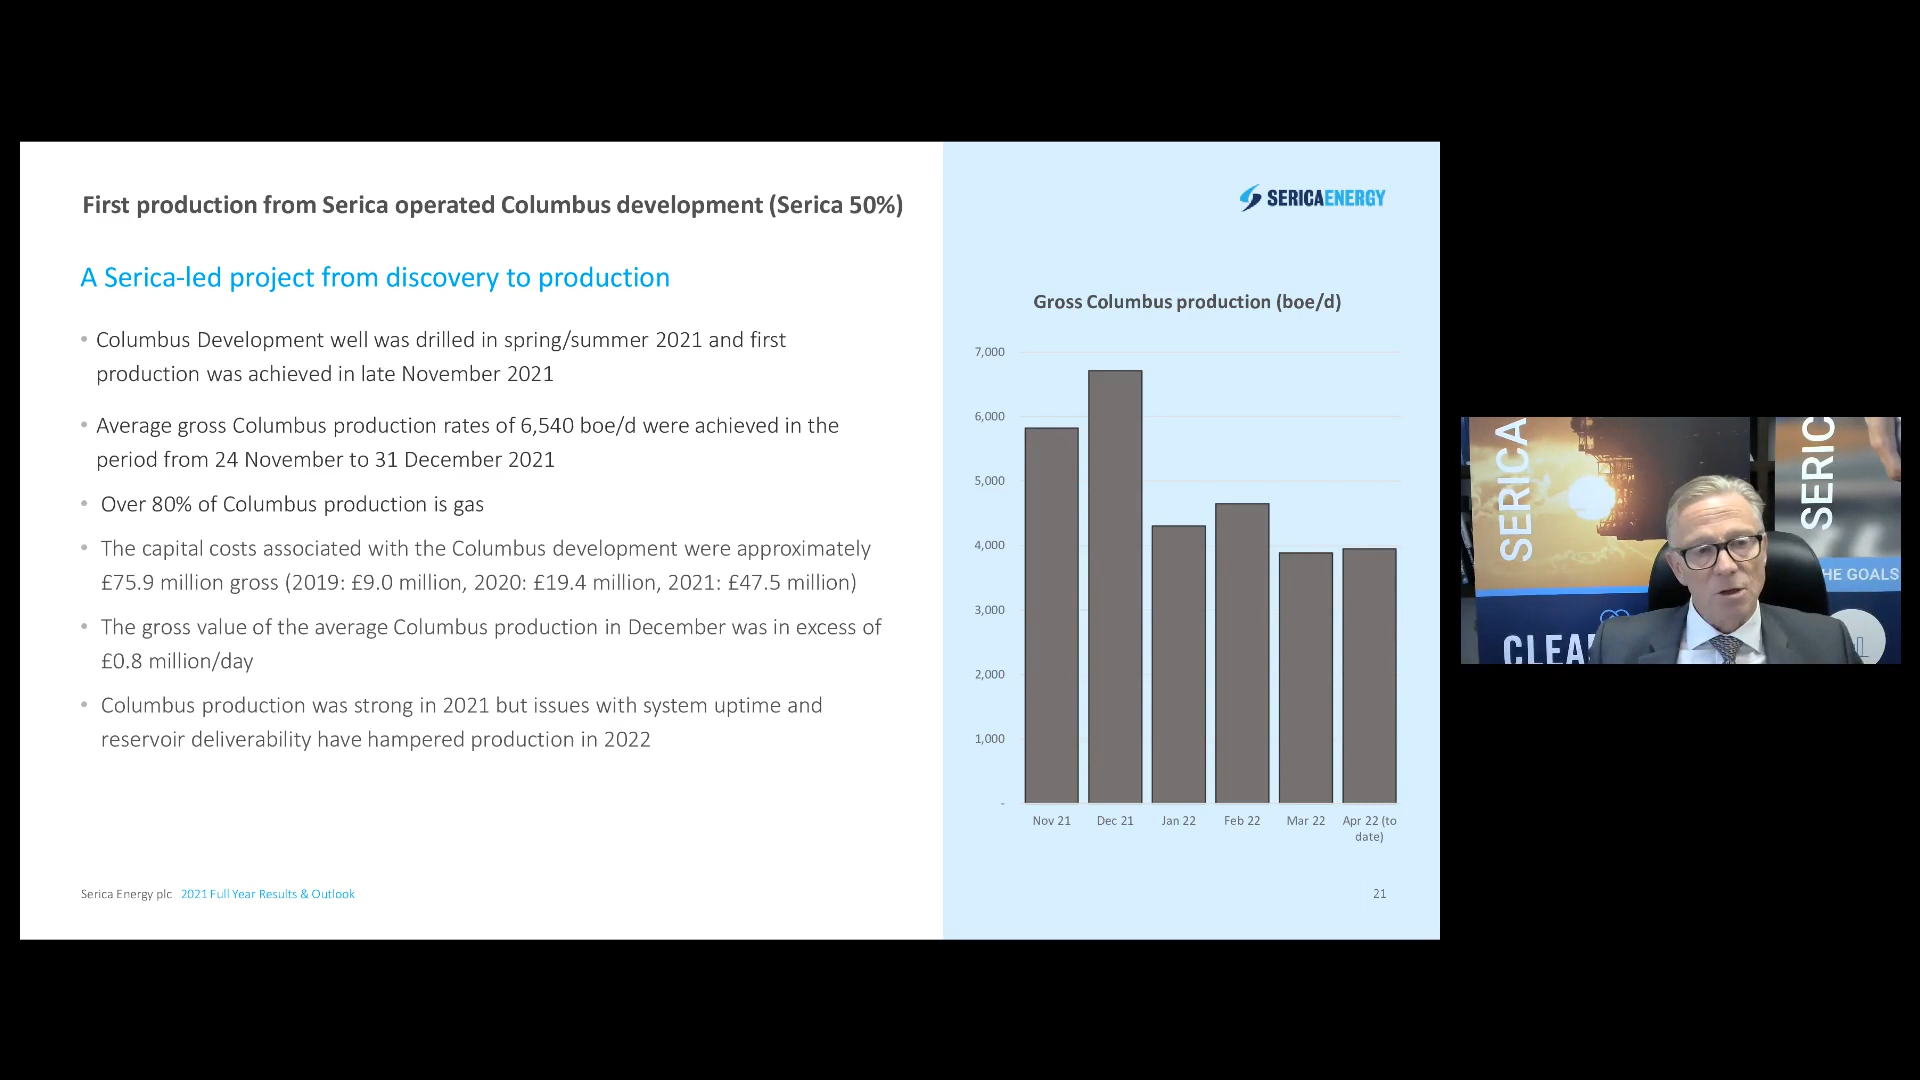 First production from Serica operated Columbus development (Serica 50%)
SERICAENERGY
A Serica-led project from discovery to production
• Columbus Development well was drilled in spring/summer 2021 and first
production was achieved in late November 2021
• Average gross Columbus production rates of 6,540 boe/d were achieved in the
period from 24 November to 31 December 2021
• Over 80% of Columbus production is gas
• The capital costs associated with the Columbus development were approximately
£75.9 million gross (2019: £9.0 million, 2020: £19.4 million, 2021: £47.5 million)
• The gross value of the average Columbus production in December was in excess of
£0.8 million/day
• Columbus production was strong in 2021 but issues with system uptime and
reservoir deliverability have hampered production in 2022
Gross Columbus production (boe/d)
7,000
6,000
5,000
4,000
3,000
2,000
1,000
-
Nov 21
Dec 21
Jan 22
Feb 22
Mar 22
Apr 22 (to
date)
Serica Energy plc 2021 Full Year Results & Outlook
21
SERICA
SERIC
HE GOALS
CLEA